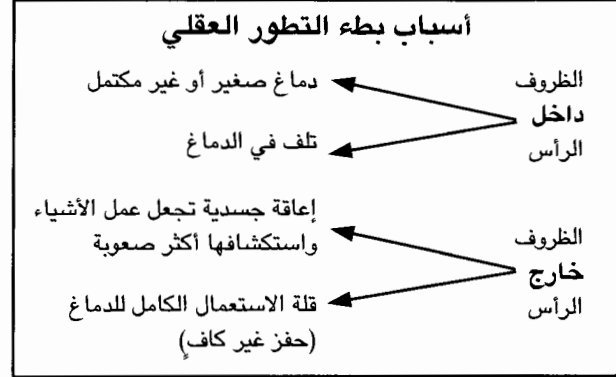 أسباب بطء التطور العقلي
الظروف
داخل
الرأس
دماغ صغير أو غير مكتمل
تلف في الدماغ
الظروف
خارج
الرأس
إعاقة جسدية تجعل عمل الأشياء
واستكشافها أكثر صعوبة
قلة الاستعمال الكامل للدماغ
(حفز غير كافٍ)